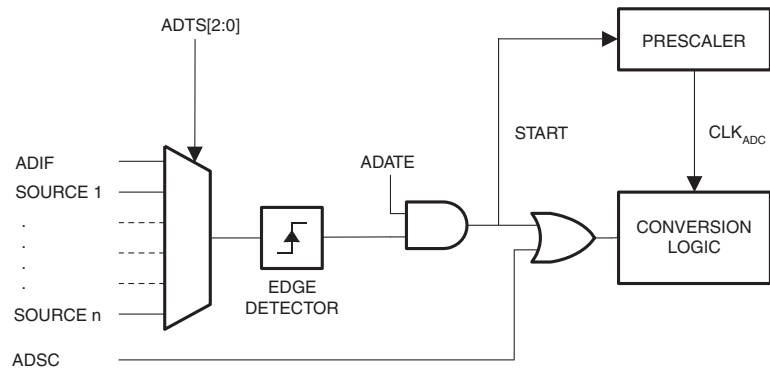 ADTS[2:0]
PRESCALER
START
CLKADC
ADIF
ADATE
SOURCE 1
.
.
.
.
CONVERSION
LOGIC
EDGE
DETECTOR
SOURCE n
ADSC